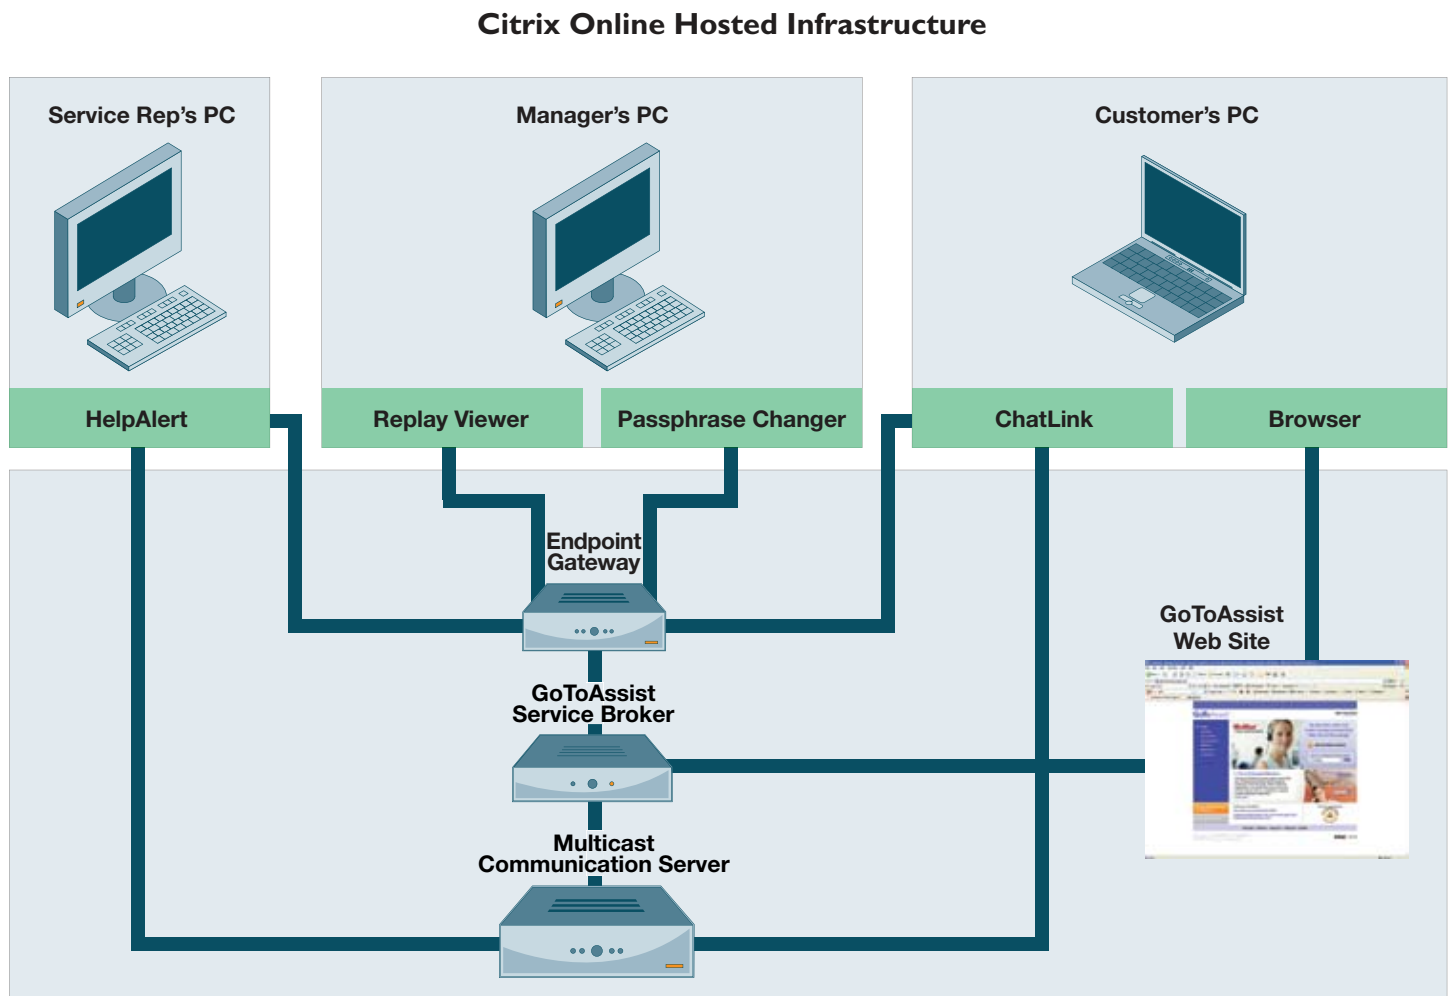 Citrix Online Hosted Infrastructure
Service Rep's PC
Manager's PC
Customer's PC
HelpAlert
Replay Viewer
Passphrase Changer
ChatLink
Browser
Endpoint
Gateway
GoToAssist
Web Site
GoToAssist
Service Broker
Multicast
Communication Server